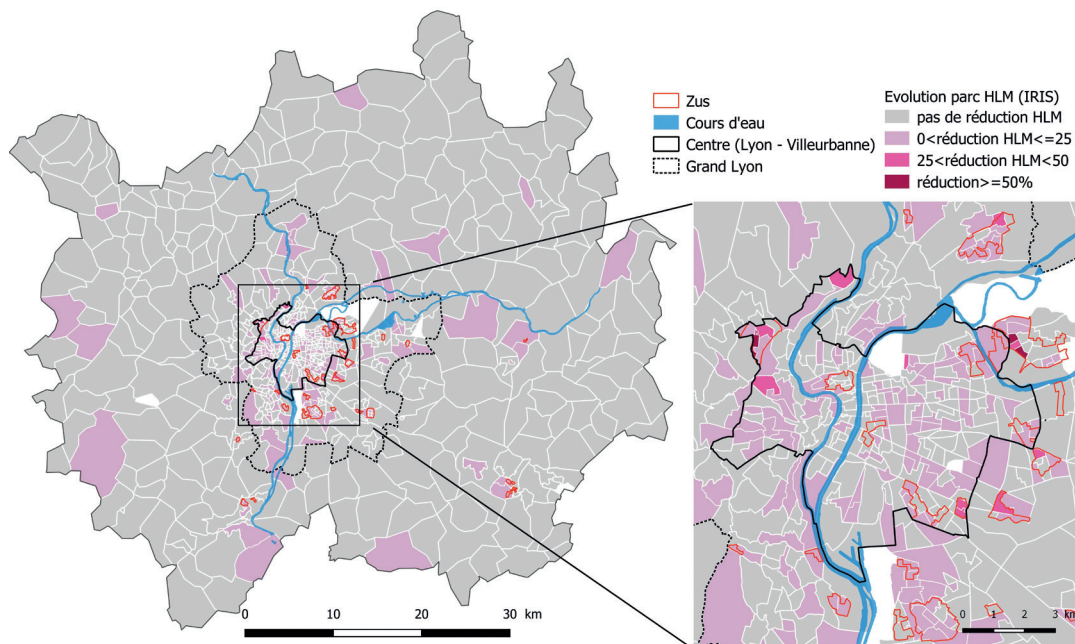 Zus
Cours d'eau
Centre (Lyon - Villeurbanne)
Grand Lyon
Evolution parc HLM (IRIS)
pas de réduction HLM
0<réduction HLM<=25
25<réduction HLM<50
réduction>=50%
0 10 20 30 km
0 1 2 3 km